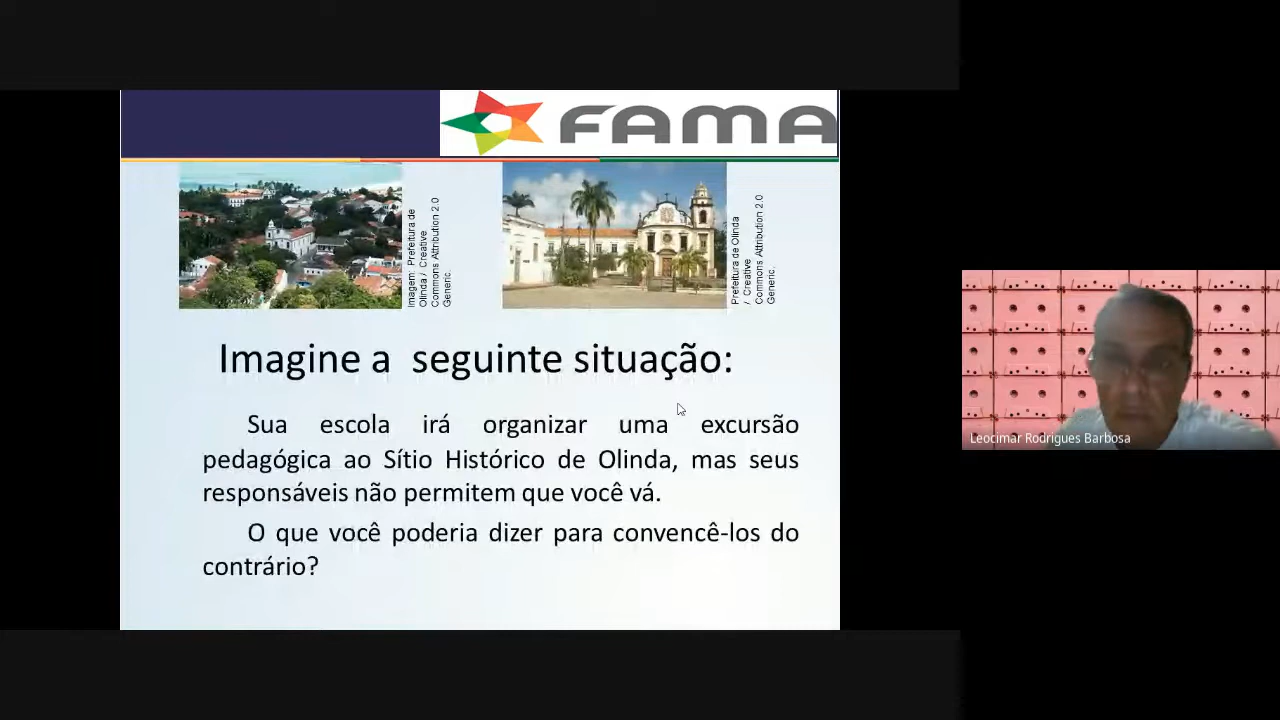 FAMA
Imagem: Prefeitura de
Olinda / Creative
Commons Attribution 2.0
Generic.
Prefeitura de Olinda
/ Creative
Commons Attribution 2.0
Generic.
Imagine a seguinte situação:
Sua escola irá organizar uma excursão
pedagógica ao Sítio Histórico de Olinda, mas seus
responsáveis não permitem que você vá.
O que você poderia dizer para convencê-los do
contrário?
Leocimar Rodrigues Barbosa